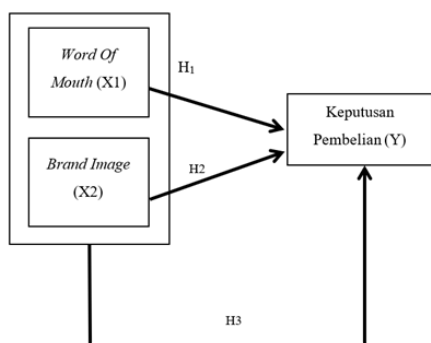 Word Of
Mouth (X1)
H1
Keputusan
Pembelian (Y)
Brand Image
(X2)
H2
H3